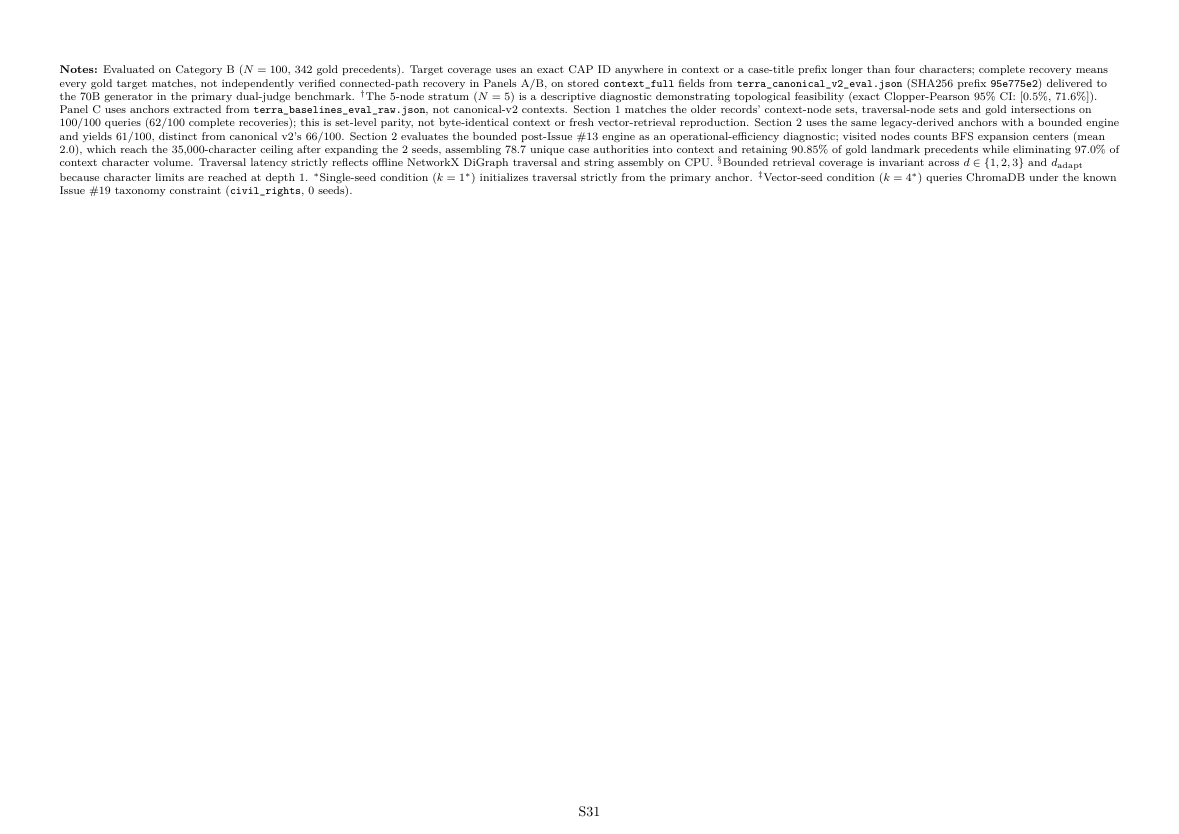 Notes: Evaluated on Category B (N = 100, 342 gold precedents). Target coverage uses an exact CAP ID anywhere in context or a case-title prefix longer than four characters; complete recovery means
every gold target matches, not independently verified connected-path recovery in Panels A/B, on stored context_full fields from terra_canonical_v2_eval.json (SHA256 prefix 95e775e2) delivered to
the 70B generator in the primary dual-judge benchmark. †The 5-node stratum (N = 5) is a descriptive diagnostic demonstrating topological feasibility (exact Clopper-Pearson 95% CI: [0.5%, 71.6%]).
Panel C uses anchors extracted from terra_baselines_eval_raw.json, not canonical-v2 contexts. Section 1 matches the older records' context-node sets, traversal-node sets and gold intersections on
100/100 queries (62/100 complete recoveries); this is set-level parity, not byte-identical context or fresh vector-retrieval reproduction. Section 2 uses the same legacy-derived anchors with a bounded engine
and yields 61/100, distinct from canonical v2's 66/100. Section 2 evaluates the bounded post-Issue #13 engine as an operational-efficiency diagnostic; visited nodes counts BFS expansion centers (mean
2.0), which reach the 35,000-character ceiling after expanding the 2 seeds, assembling 78.7 unique case authorities into context and retaining 90.85% of gold landmark precedents while eliminating 97.0% of
context character volume. Traversal latency strictly reflects offline NetworkX DiGraph traversal and string assembly on CPU. §Bounded retrieval coverage is invariant across d ∈ {1, 2, 3} and d_adapt
because character limits are reached at depth 1. *Single-seed condition (k = 1*) initializes traversal strictly from the primary anchor. ‡Vector-seed condition (k = 4*) queries ChromaDB under the known
Issue #19 taxonomy constraint (civil_rights, 0 seeds).
S31